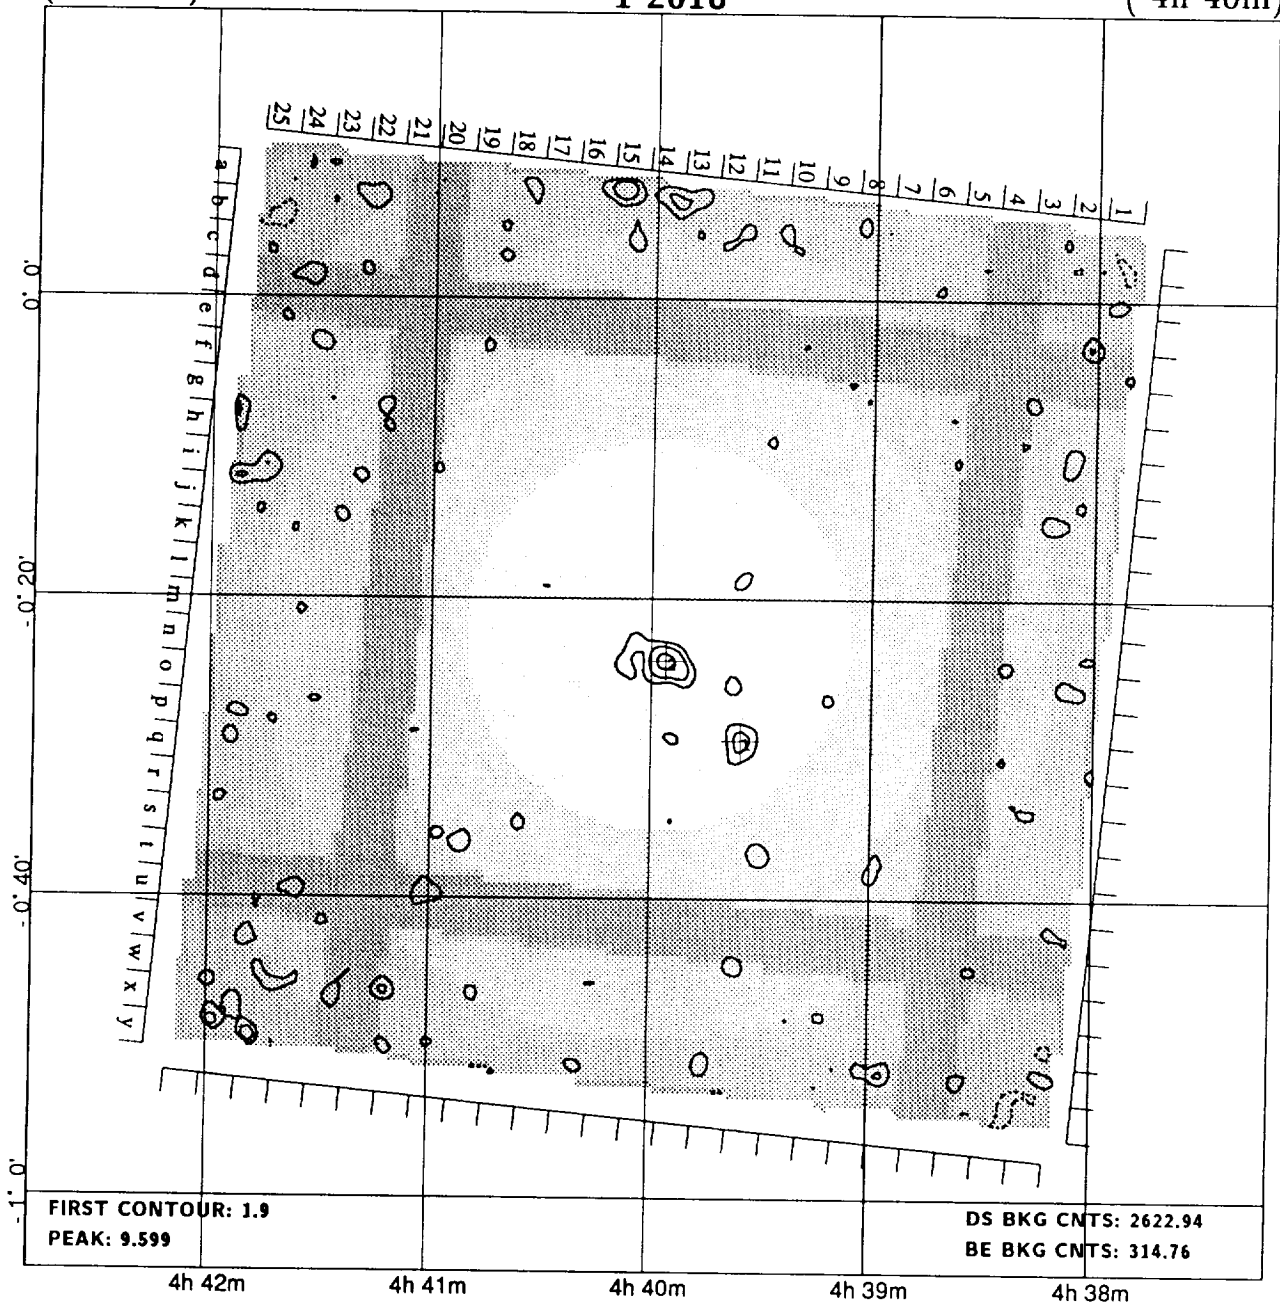 25 24 23 22 21 20 19 18 17 16 15 14 13 12 11 10 9 8 7 6 5 4 3 2 1
a b c d e f g h i j k l m n o p q r s t u v w x y
0° 0'
-0° 20'
-0° 40'
-1° 0'
FIRST CONTOUR: 1.9
PEAK: 9.599
DS BKG CNTS: 2622.94
BE BKG CNTS: 314.76
4h 42m 4h 41m 4h 40m 4h 39m 4h 38m